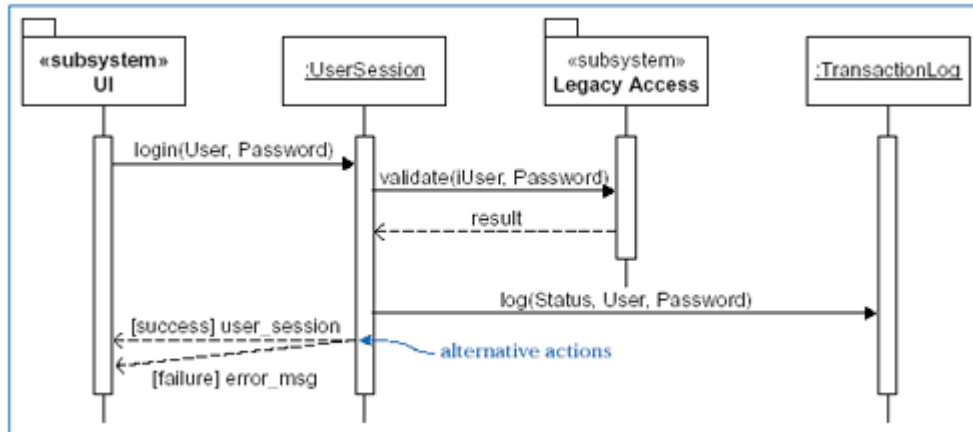 «subsystem»
UI
:UserSession
«subsystem»
Legacy Access
:TransactionLog
login(User, Password)
validate(iUser, Password)
result
log(Status, User, Password)
[success] user_session
alternative actions
[failure] error_msg